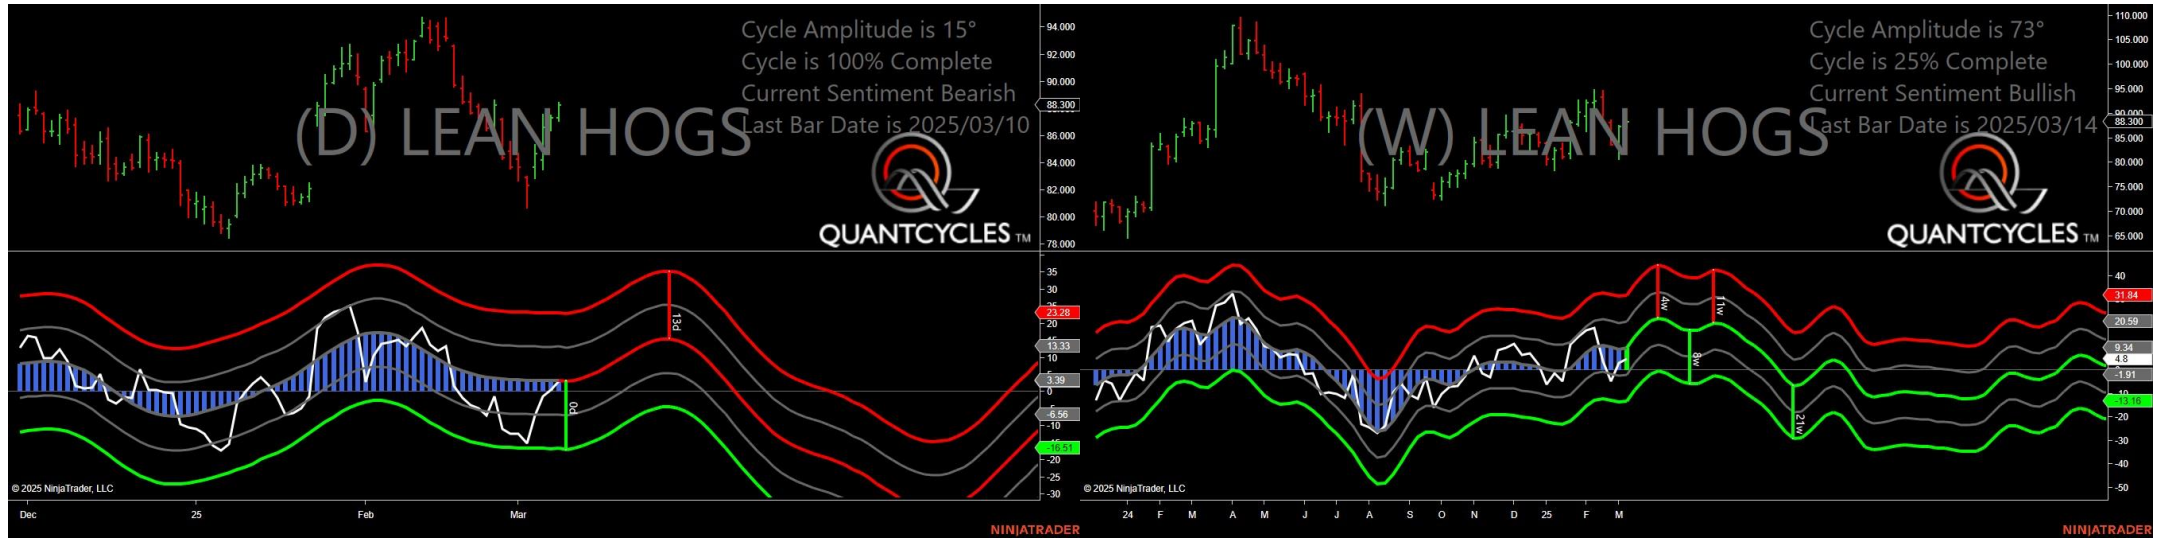 Cycle Amplitude is 15°
Cycle is 100% Complete
Current Sentiment Bearish
Last Bar Date is 2025/03/10
(D) LEAN HOGS
QUANTCYCLES TM
94.000
92.000
90.000
88.300
86.000
84.000
82.000
80.000
78.000
35
30
25
23.28
20
13.33
10
5
3.39
-6.56
-10
-16.51
-20
-25
-30
0d
13d
© 2025 NinjaTrader, LLC
Dec
25
Feb
Mar
NINJATRADER
Cycle Amplitude is 73°
Cycle is 25% Complete
Current Sentiment Bullish
Last Bar Date is 2025/03/14
(W) LEAN HOGS
QUANTCYCLES TM
110.000
105.000
100.000
95.000
88.300
85.000
80.000
75.000
70.000
65.000
40
31.84
20.59
9.34
4.8
-1.91
-13.16
-20
-30
-40
-50
4w
11w
8w
21w
© 2025 NinjaTrader, LLC
24
F
M
A
M
J
J
A
S
O
N
D
25
F
M
NINJATRADER